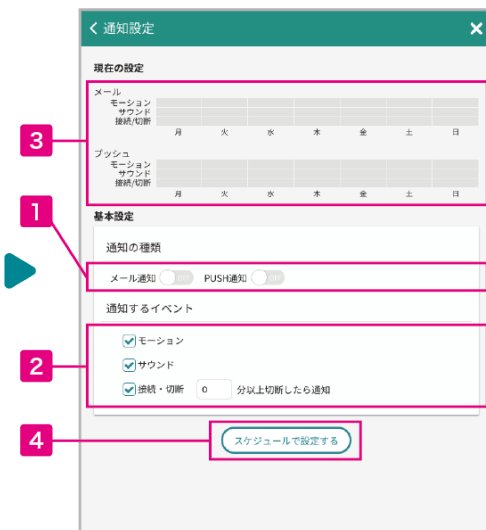 通知設定
現在の設定
メール
モーション
サウンド
接続/切断
月 火 水 木 金 土 日
プッシュ
モーション
サウンド
接続/切断
月 火 水 木 金 土 日
3
1
基本設定
通知の種類
メール通知 OFF PUSH通知 OFF
通知するイベント
2
モーション
サウンド
接続・切断 0 分以上切断したら通知
4
スケジュールで設定する